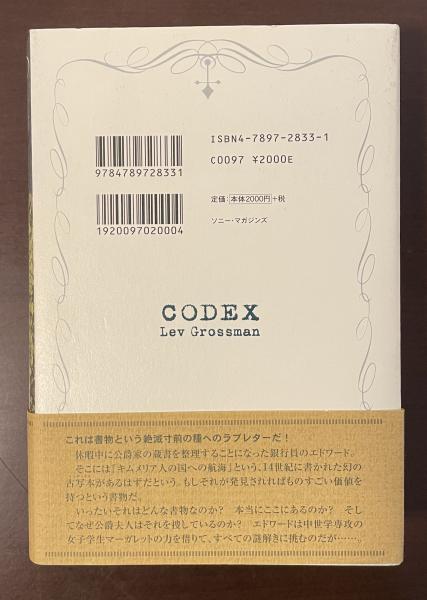 ISBN4-7897-2833-1
C0097 ¥2000E
9784789728331
定価:本体2000円+税
1920097020004
ソニー・マガジンズ
CODEX
Lev Grossman
これは書物という絶滅寸前の種へのラブレターだ!
休暇中に公爵家の蔵書を整理することになった銀行員のエドワード。
そこには『キムメリア人の国への航海』という、14世紀に書かれた幻の
古写本があるはずだという。もしそれが発見されればものすごい価値を
持つという書物だ。
いったいそれはどんな書物なのか? 本当にここにあるのか? そし
てなぜ公爵夫人はそれを捜しているのか? エドワードは中世学専攻の
女子学生マーガレットの力を借りて、すべての謎解きに挑むのだが……。